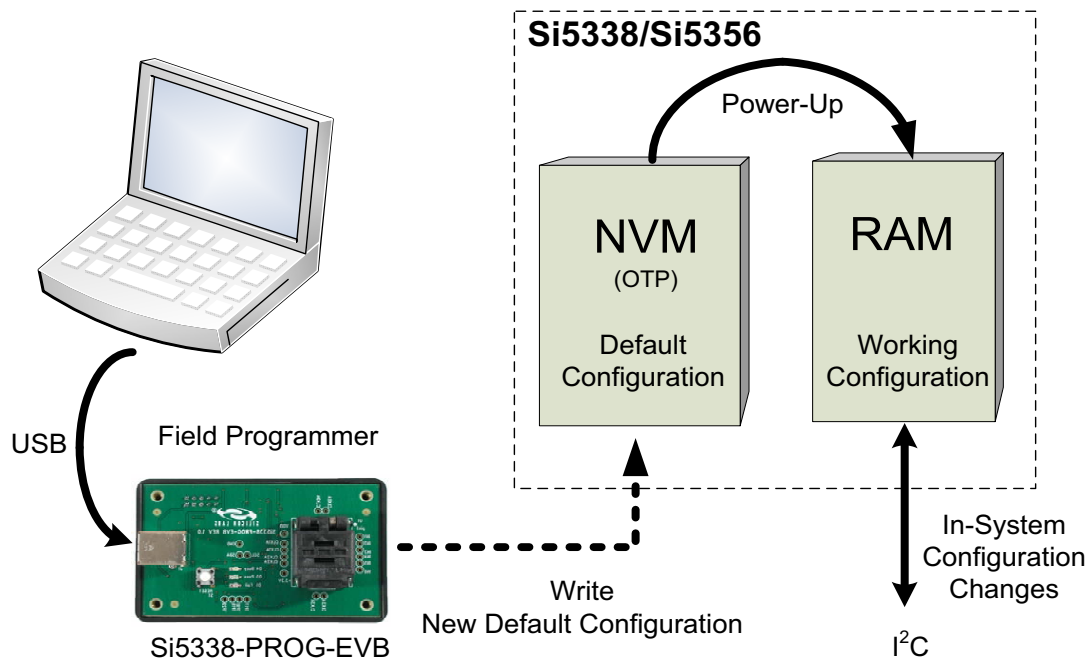 Si5338/Si5356
Power-Up
NVM
(OTP)
Default
Configuration
RAM
Working
Configuration
USB
Field Programmer
Si5338-PROG-EVB
Write
New Default Configuration
In-System
Configuration
Changes
I²C